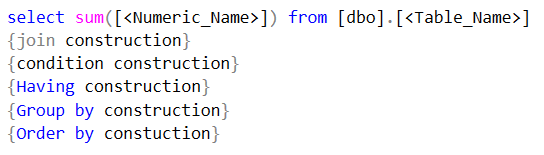 select sum([<Numeric_Name>]) from [dbo].[<Table_Name>]
{join construction}
{condition construction}
{Having construction}
{Group by construction}
{Order by constuction}